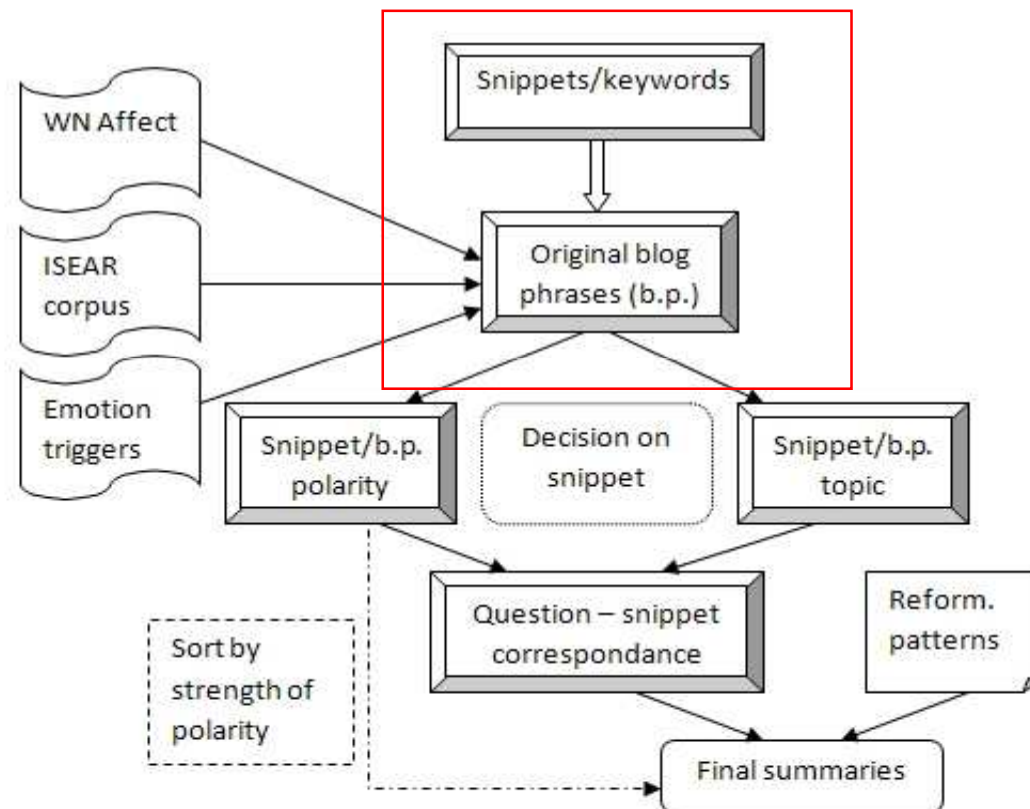 Snippets/keywords
WN Affect
ISEAR
corpus
Original blog
phrases (b.p.)
Emotion
triggers
Snippet/b.p.
polarity
Decision on
snippet
Snippet/b.p.
topic
Question – snippet
correspondance
Reform.
patterns
Sort by
strength of
polarity
Final summaries